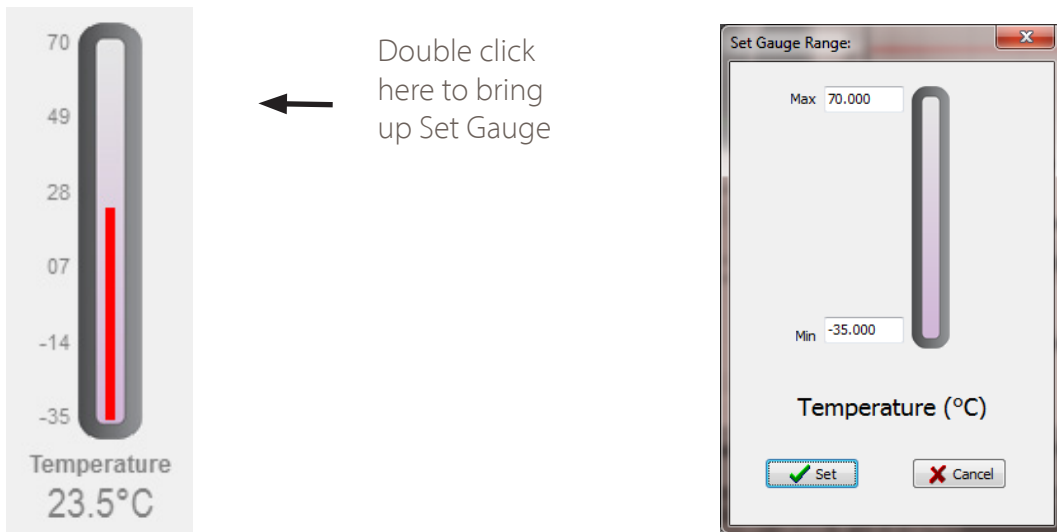 70
49
28
07
-14
-35
Temperature
23.5°C
Double click
here to bring
up Set Gauge
Set Gauge Range:
Max 70.000
Min -35.000
Temperature (°C)
Set Cancel